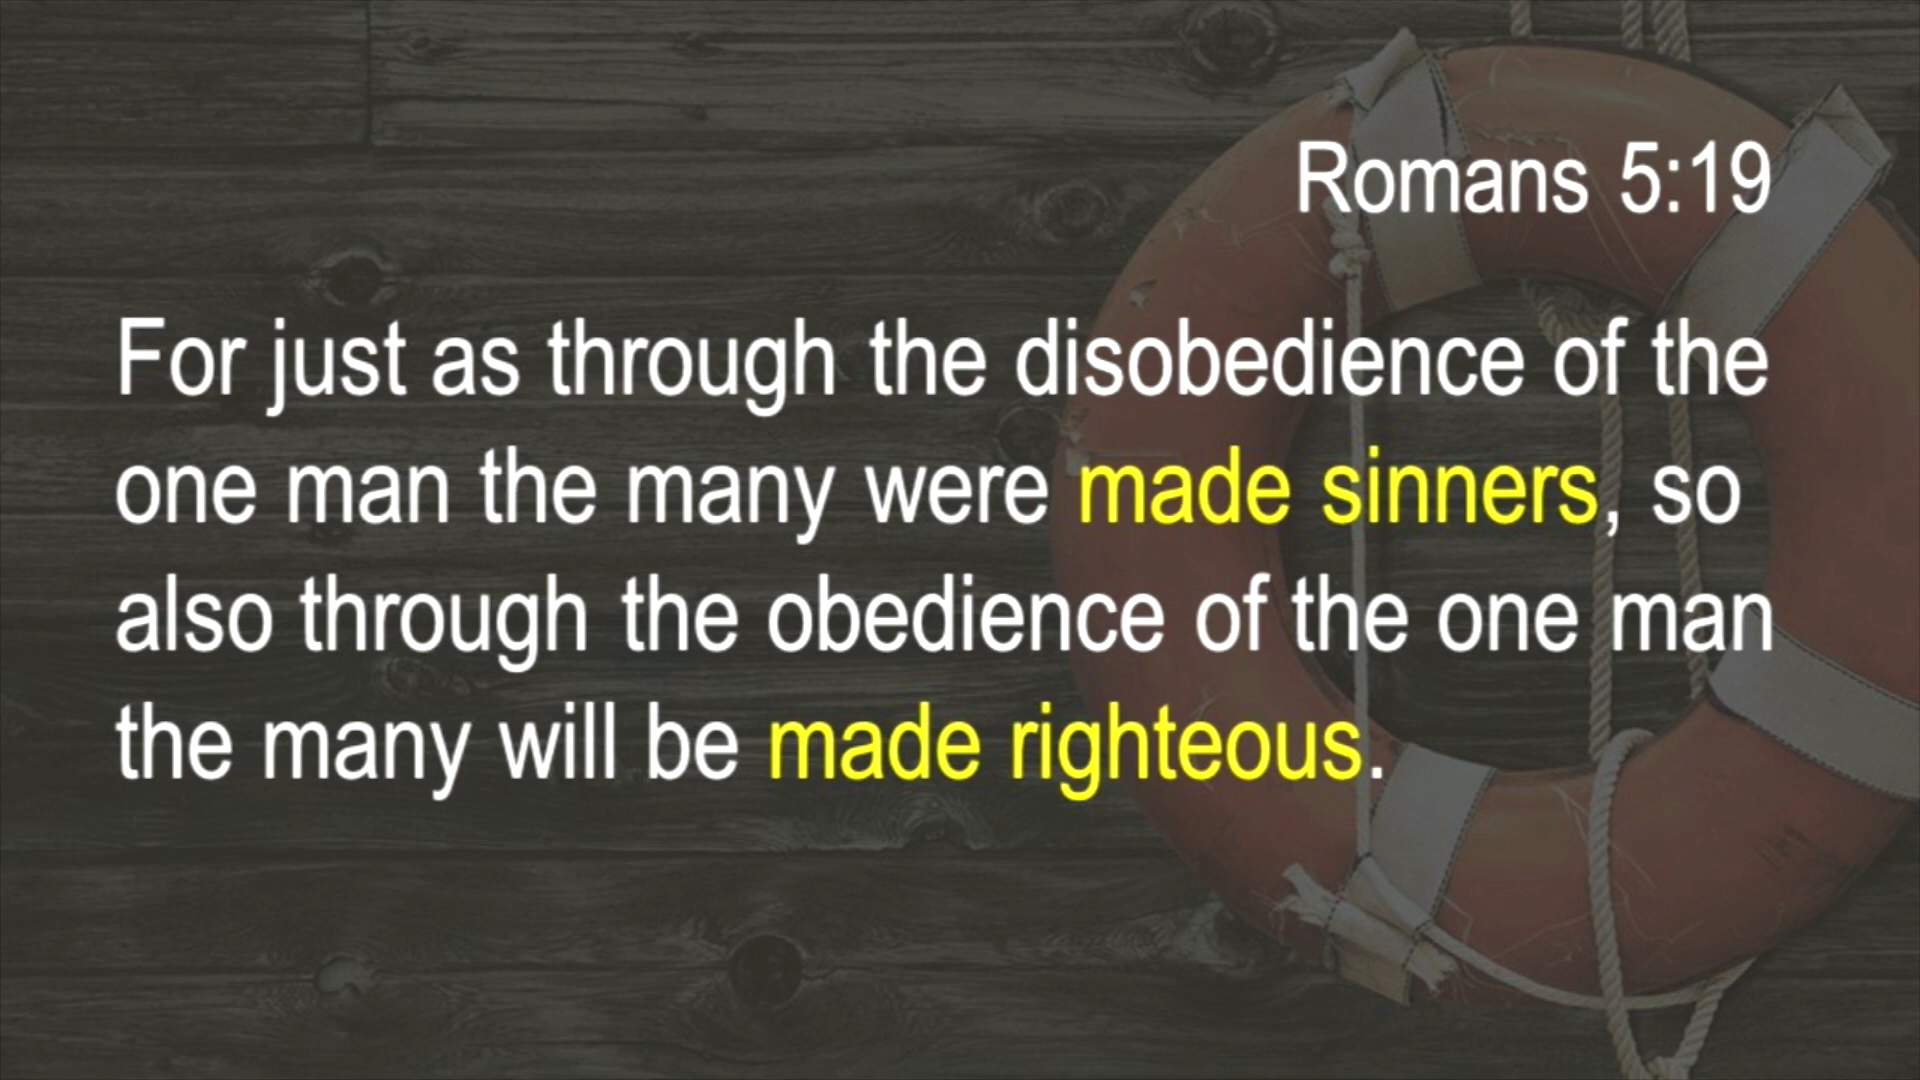 Romans 5:19
For just as through the disobedience of the
one man the many were made sinners, so
also through the obedience of the one man
the many will be made righteous.